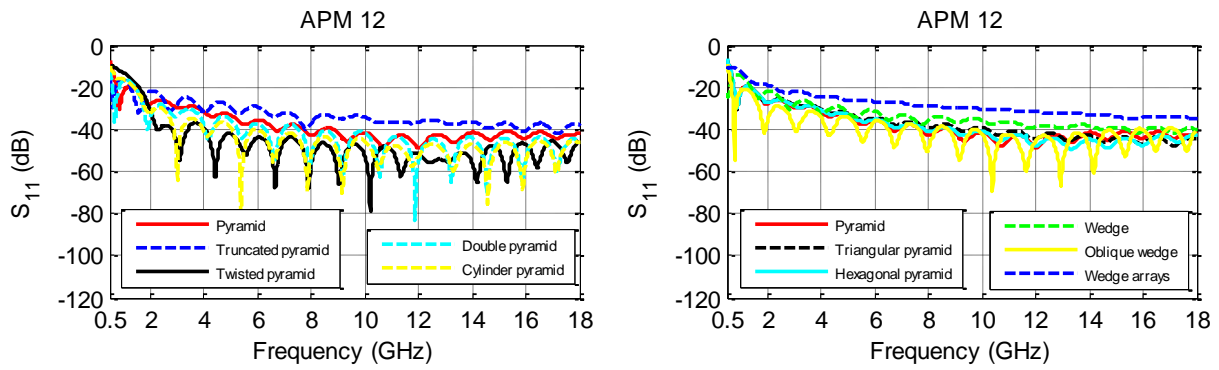 APM 12
0
-20
-40
-60
-80
-100
-120
S11 (dB)
Pyramid
Truncated pyramid
Twisted pyramid
Double pyramid
Cylinder pyramid
0.5 2 4 6 8 10 12 14 16 18
Frequency (GHz)
APM 12
0
-20
-40
-60
-80
-100
-120
S11 (dB)
Pyramid
Triangular pyramid
Hexagonal pyramid
Wedge
Oblique wedge
Wedge arrays
0.5 2 4 6 8 10 12 14 16 18
Frequency (GHz)